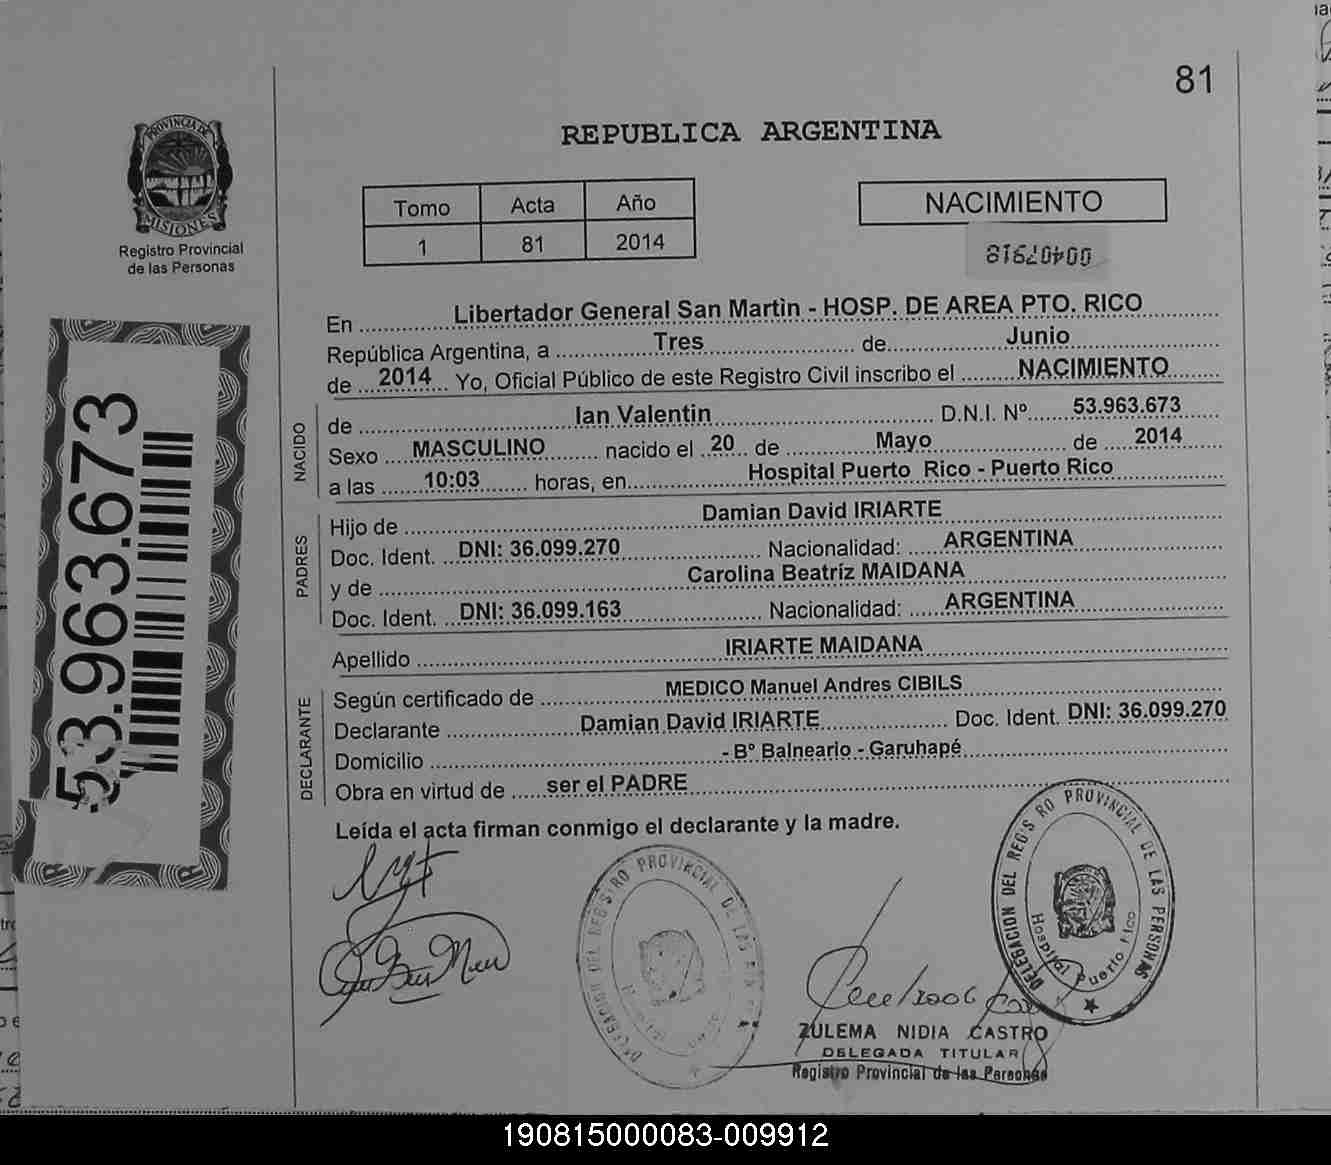 81
REPUBLICA ARGENTINA
PROVINCIA DE
MISIONES
Registro Provincial
de las Personas
Tomo Acta Año
1 81 2014
NACIMIENTO
00407918
53.963.673
En Libertador General San Martìn - HOSP. DE AREA PTO. RICO
República Argentina, a Tres de Junio
de 2014 Yo, Oficial Público de este Registro Civil inscribo el NACIMIENTO
NACIDO
de Ian Valentin D.N.I. Nº 53.963.673
Sexo MASCULINO nacido el 20 de Mayo de 2014
a las 10:03 horas, en Hospital Puerto Rico - Puerto Rico
PADRES
Hijo de Damian David IRIARTE
Doc. Ident. DNI: 36.099.270 Nacionalidad: ARGENTINA
y de Carolina Beatriz MAIDANA
Doc. Ident. DNI: 36.099.163 Nacionalidad: ARGENTINA
Apellido IRIARTE MAIDANA
DECLARANTE
Según certificado de MEDICO Manuel Andres CIBILS
Declarante Damian David IRIARTE Doc. Ident. DNI: 36.099.270
Domicilio - Bº Balneario - Garuhapé
Obra en virtud de ser el PADRE
Leída el acta firman conmigo el declarante y la madre.
DELEGACION DEL REGISTRO PROVINCIAL DE LAS
DELEGACION DEL REGISTRO PROVINCIAL DE LAS PERSONAS
Hospital Puerto Rico
ZULEMA NIDIA CASTRO
DELEGADA TITULAR
Registro Provincial de las Personas
190815000083-009912